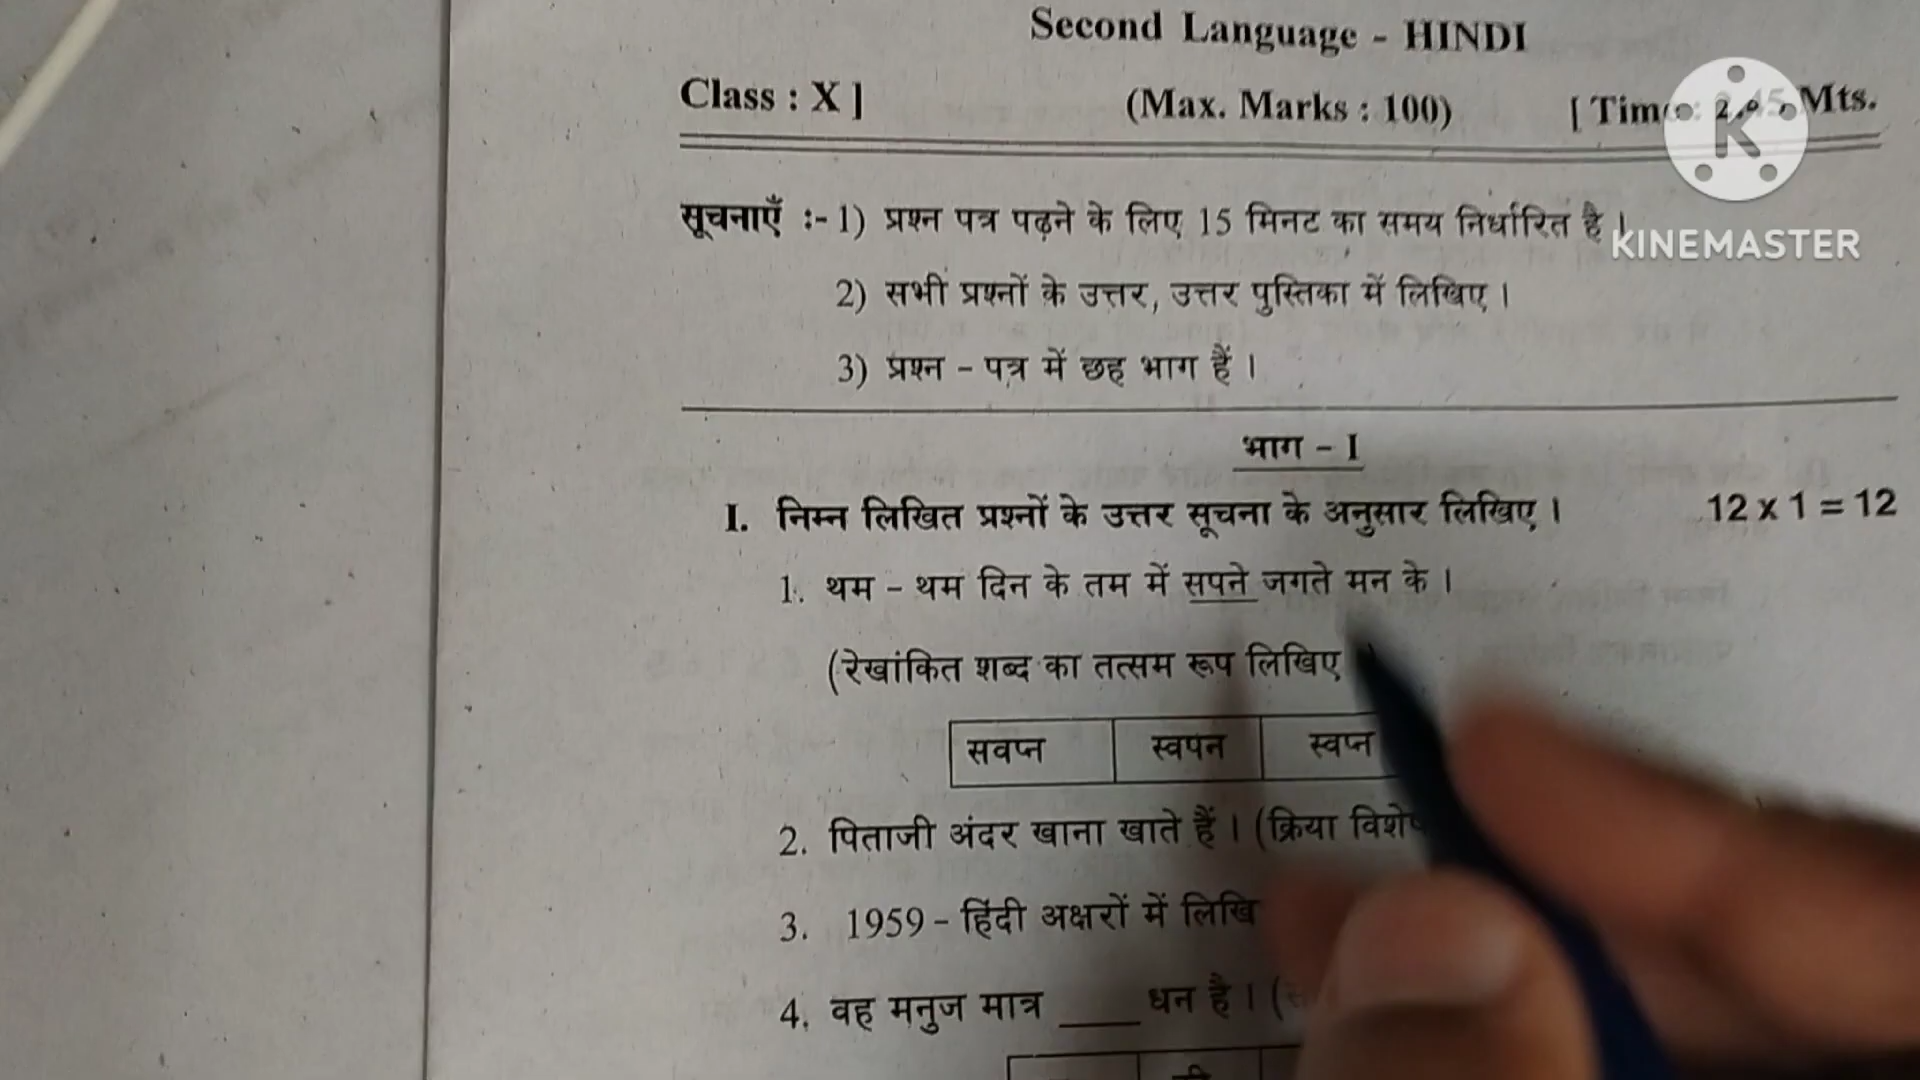 Second Language - HINDI
Class : X ]
(Max. Marks : 100)
[ Time : 2.45 Mts.
KINEMASTER
सूचनाएँ :- 1) प्रश्न पत्र पढ़ने के लिए 15 मिनट का समय निर्धारित है ।
2) सभी प्रश्नों के उत्तर, उत्तर पुस्तिका में लिखिए ।
3) प्रश्न - पत्र में छह भाग हैं ।
भाग - I
I. निम्न लिखित प्रश्नों के उत्तर सूचना के अनुसार लिखिए । 12 x 1 = 12
1. थम - थम दिन के तम में सपने जगते मन के ।
(रेखांकित शब्द का तत्सम रूप लिखिए
सवप्न स्वपन स्वप्न
2. पिताजी अंदर खाना खाते हैं । (क्रिया
3. 1959 - हिंदी अक्षरों में
4. वह मनुज मात्र ____ धन है । (